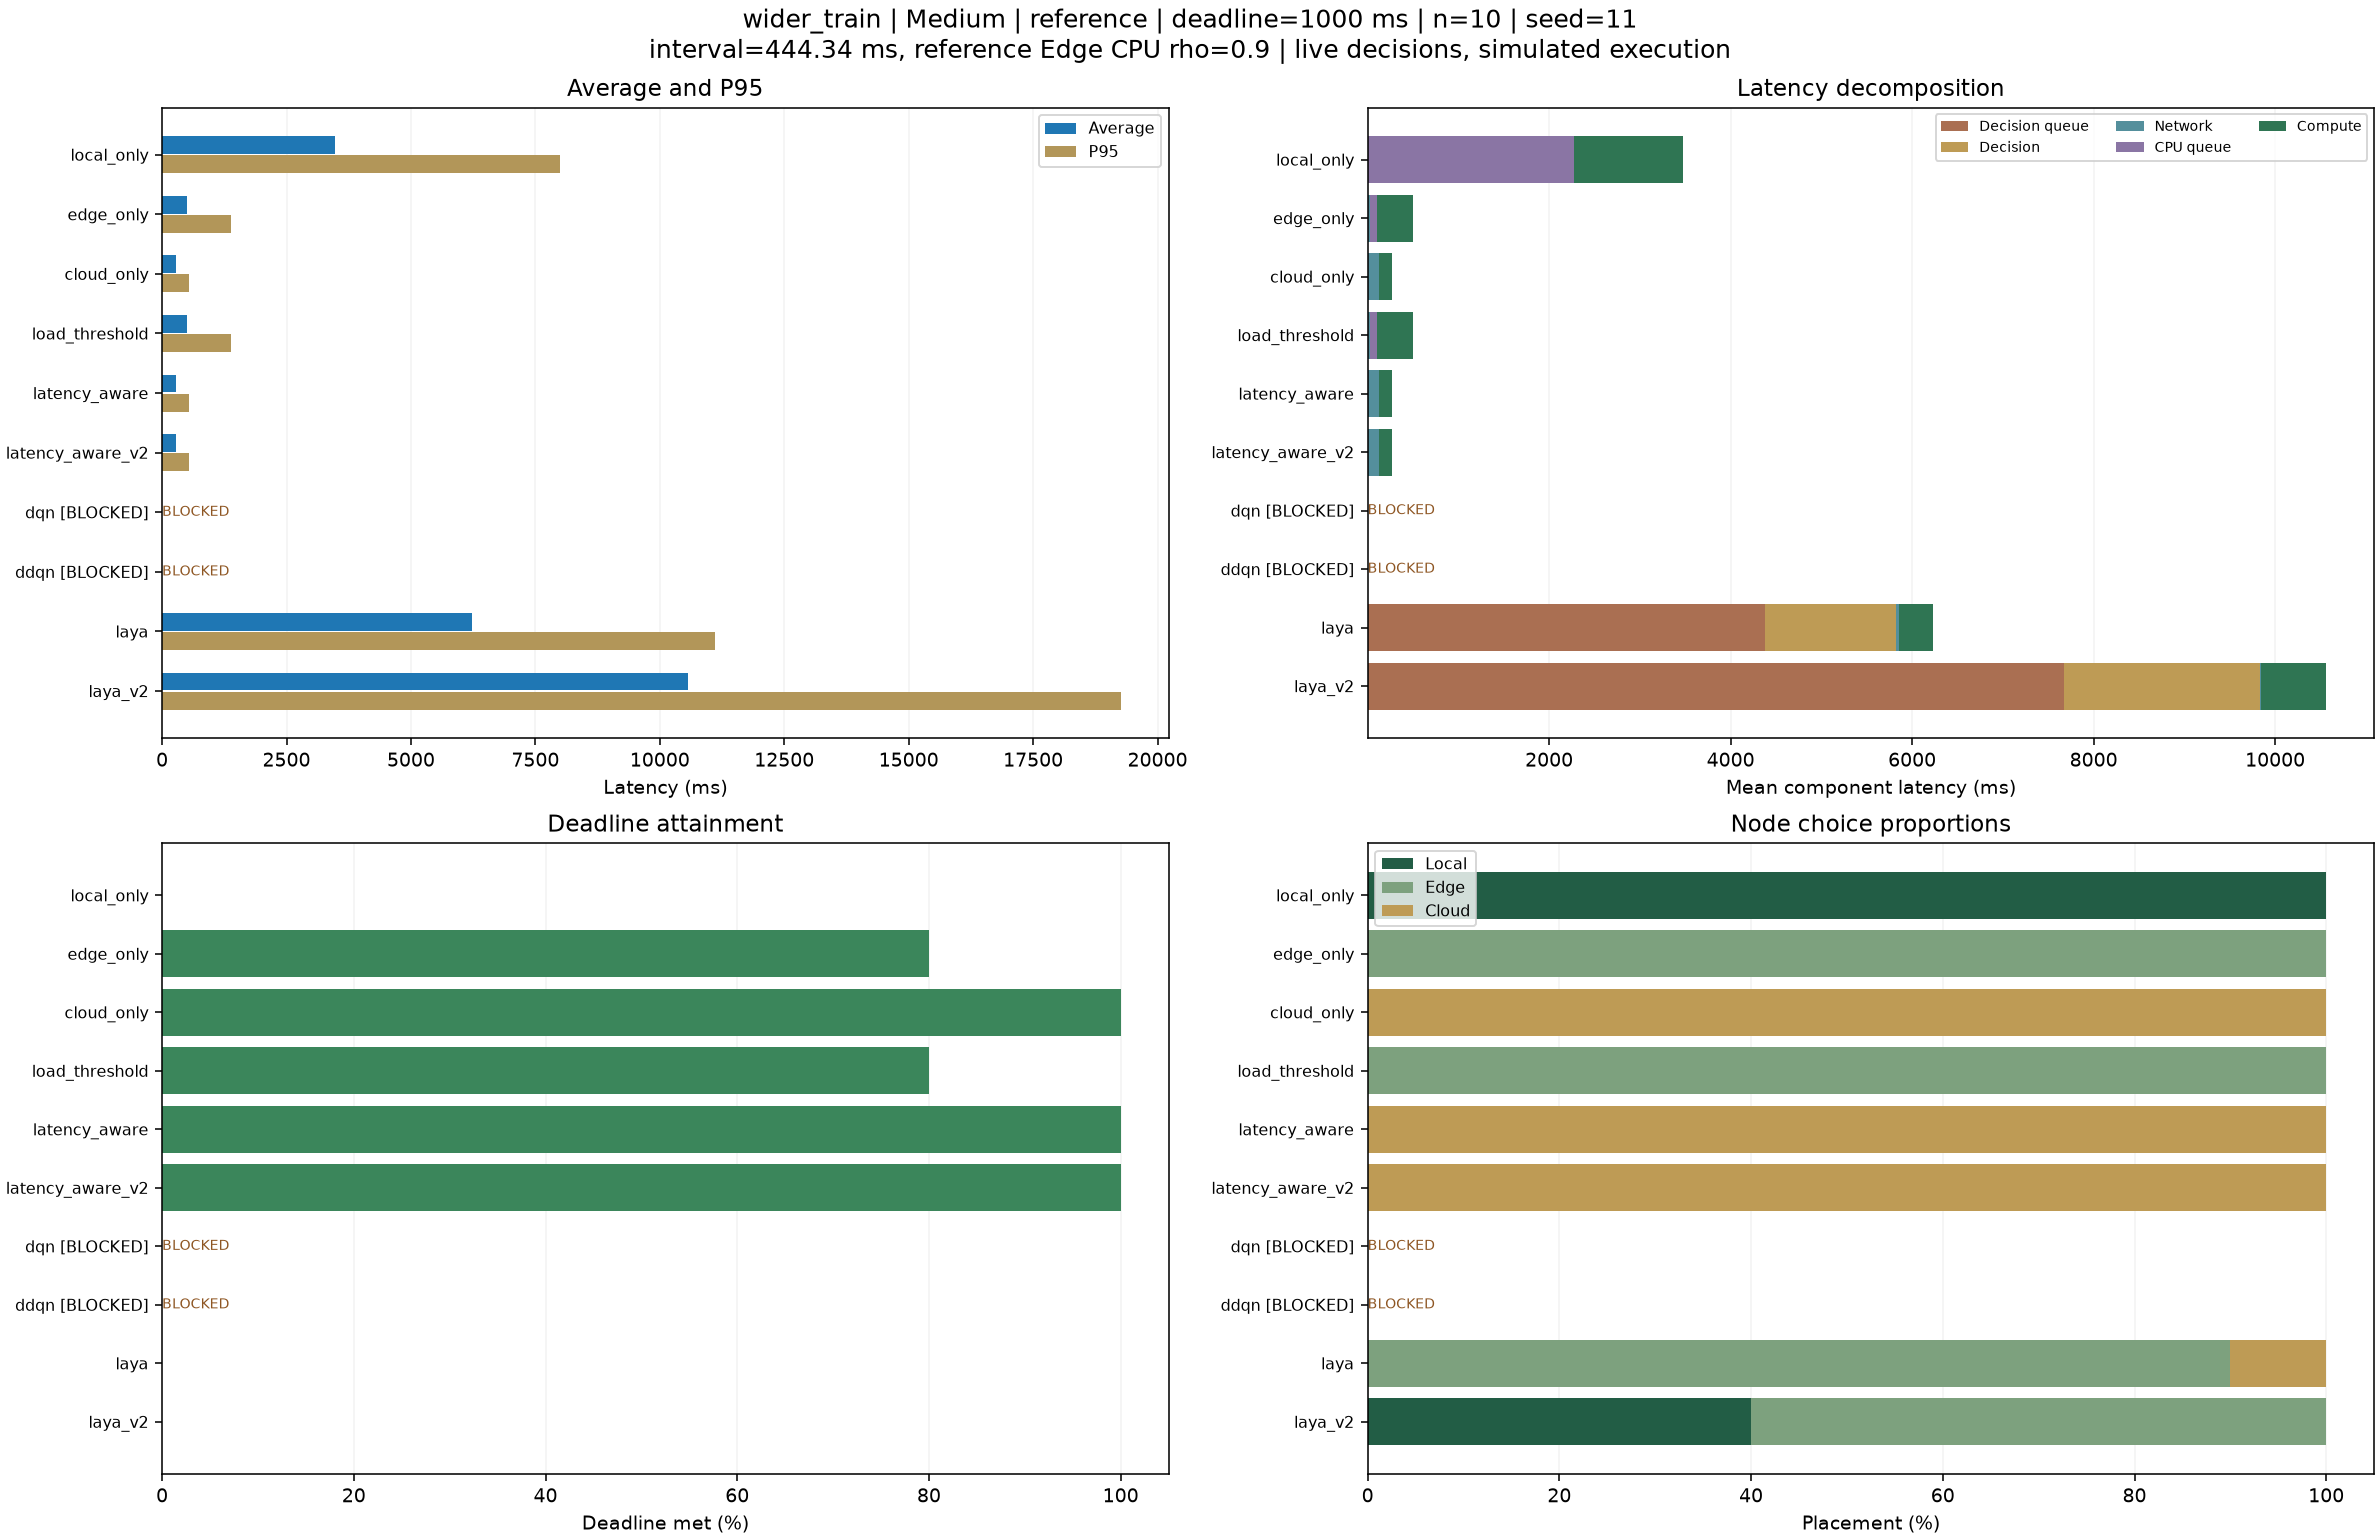 wider_train | Medium | reference | deadline=1000 ms | n=10 | seed=11
interval=444.34 ms, reference Edge CPU rho=0.9 | live decisions, simulated execution
Average and P95
Average
P95
local_only
edge_only
cloud_only
load_threshold
latency_aware
latency_aware_v2
dqn [BLOCKED] BLOCKED
ddqn [BLOCKED] BLOCKED
laya
laya_v2
0 2500 5000 7500 10000 12500 15000 17500 20000
Latency (ms)
Latency decomposition
Decision queue Network Compute
Decision CPU queue
local_only
edge_only
cloud_only
load_threshold
latency_aware
latency_aware_v2
dqn [BLOCKED] BLOCKED
ddqn [BLOCKED] BLOCKED
laya
laya_v2
2000 4000 6000 8000 10000
Mean component latency (ms)
Deadline attainment
local_only
edge_only
cloud_only
load_threshold
latency_aware
latency_aware_v2
dqn [BLOCKED] BLOCKED
ddqn [BLOCKED] BLOCKED
laya
laya_v2
0 20 40 60 80 100
Deadline met (%)
Node choice proportions
Local
Edge
Cloud
local_only
edge_only
cloud_only
load_threshold
latency_aware
latency_aware_v2
dqn [BLOCKED] BLOCKED
ddqn [BLOCKED] BLOCKED
laya
laya_v2
0 20 40 60 80 100
Placement (%)